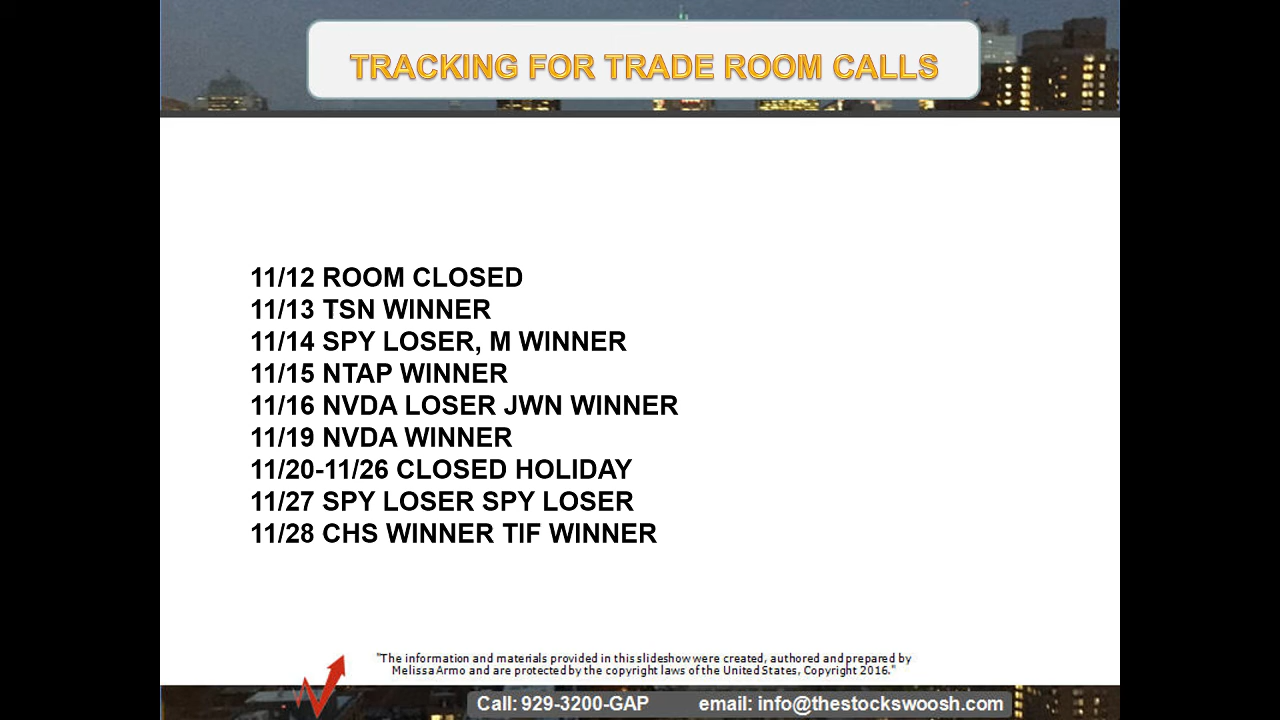 TRACKING FOR TRADE ROOM CALLS
11/12 ROOM CLOSED
11/13 TSN WINNER
11/14 SPY LOSER, M WINNER
11/15 NTAP WINNER
11/16 NVDA LOSER JWN WINNER
11/19 NVDA WINNER
11/20-11/26 CLOSED HOLIDAY
11/27 SPY LOSER SPY LOSER
11/28 CHS WINNER TIF WINNER
"The information and materials provided in this slideshow were created, authored and prepared by
Melissa Armo and are protected by the copyright laws of the United States, Copyright 2016."
Call: 929-3200-GAP email: info@thestockswoosh.com